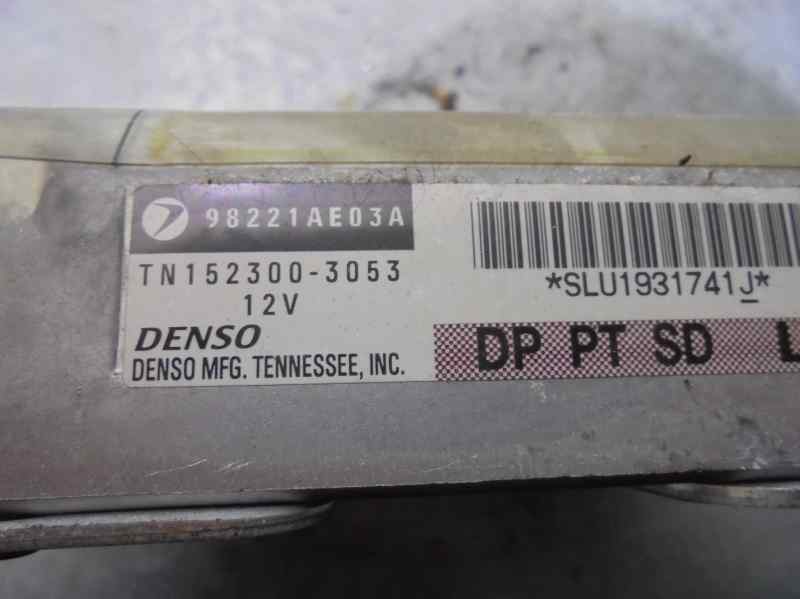 98221AE03A
TN152300-3053
12V
DENSO
DENSO MFG. TENNESSEE, INC.
*SLU1931741J*
DP PT SD L